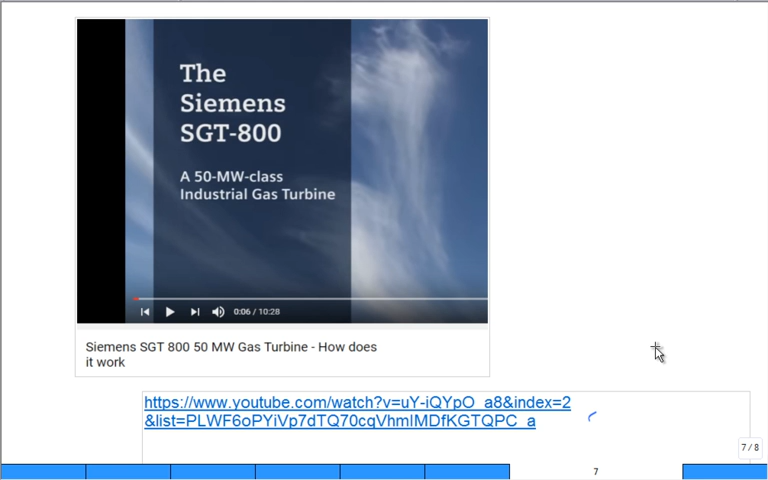 The
Siemens
SGT-800
A 50-MW-class
Industrial Gas Turbine
0:06 / 10:28
Siemens SGT 800 50 MW Gas Turbine - How does
it work
https://www.youtube.com/watch?v=uY-iQYpO_a8&index=2
&list=PLWF6oPYiVp7dTQ70cqVhmIMDfKGTQPC_a
7 / 8
7